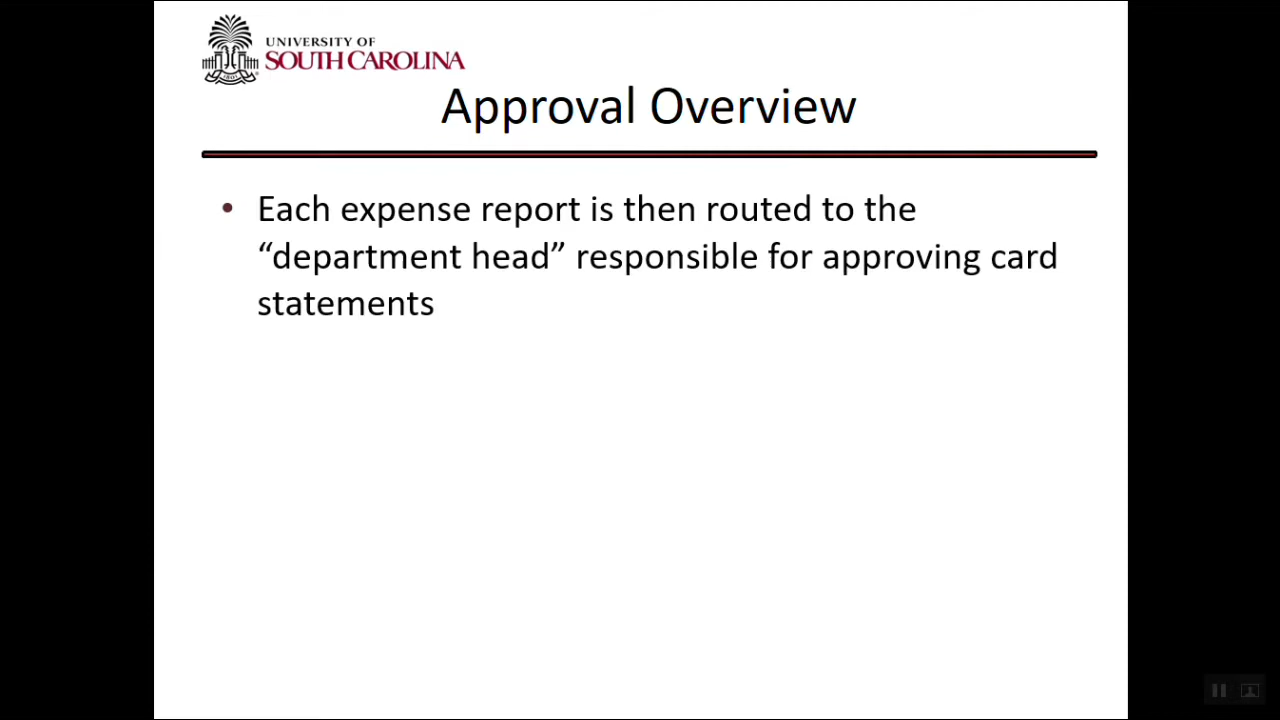 UNIVERSITY OF
SOUTH CAROLINA
Approval Overview
• Each expense report is then routed to the
“department head” responsible for approving card
statements